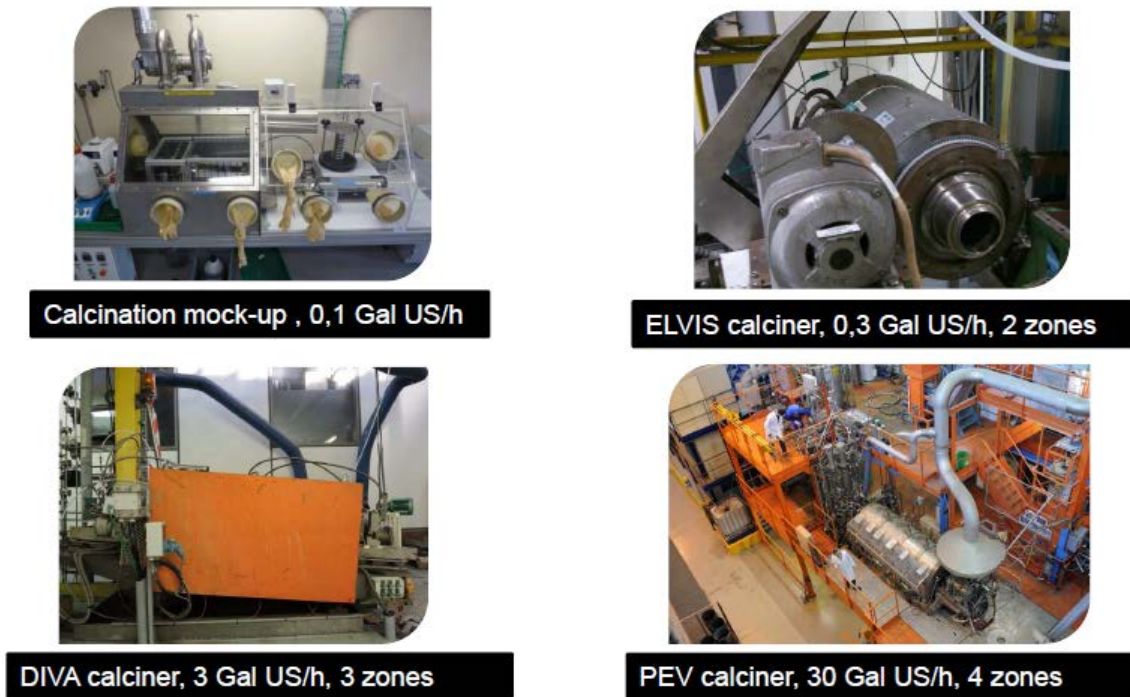 Calcination mock-up , 0,1 Gal US/h
ELVIS calciner, 0,3 Gal US/h, 2 zones
DIVA calciner, 3 Gal US/h, 3 zones
PEV calciner, 30 Gal US/h, 4 zones